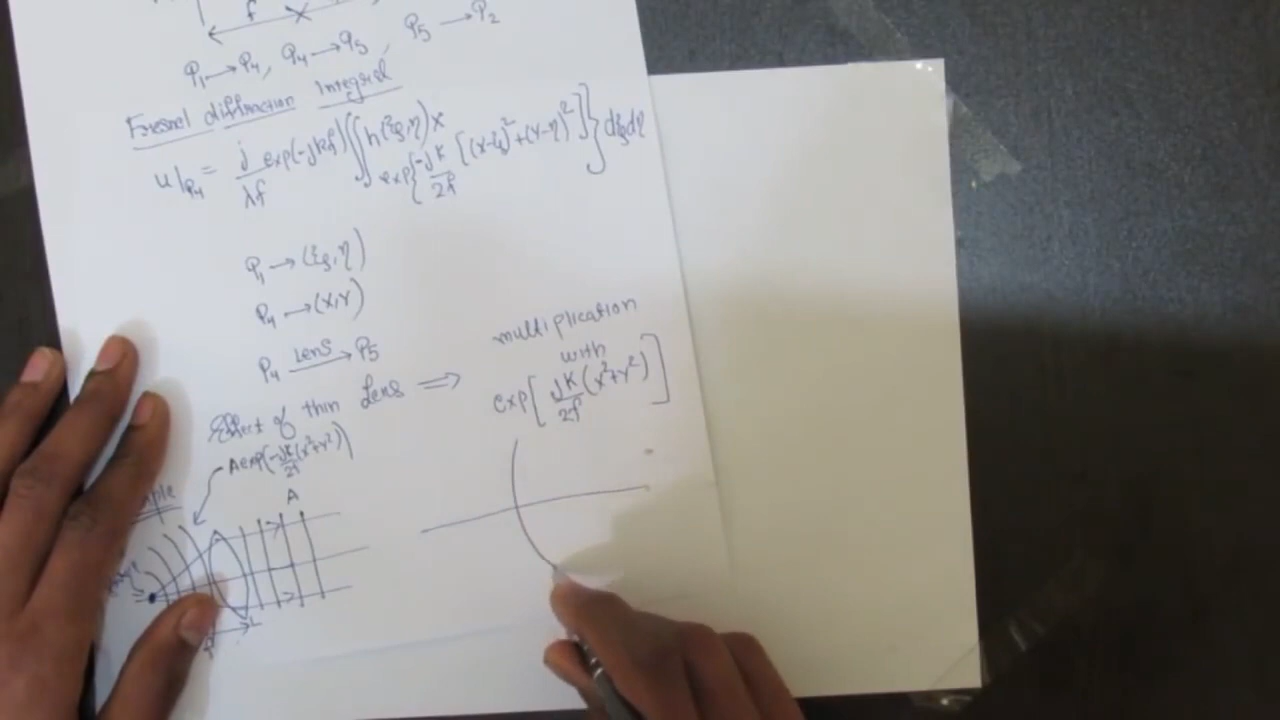 f
P₁→P₄, P₄→P₅, P₅→P₂
Fresnel diffraction Integral
u|P₄ = j/λf exp(-jkf) ∬ h(ξ,η) ×
exp{-jk/2f [(x-ξ)²+(y-η)²]} dξdη
P₁→(ξ,η)
P₄→(x,y)
P₄ Lens→ P₅
Effect of thin Lens ⟹ multiplication
with
exp[jk/2f (x²+y²)]
A exp(-jk/2f (x²+y²))
A
L